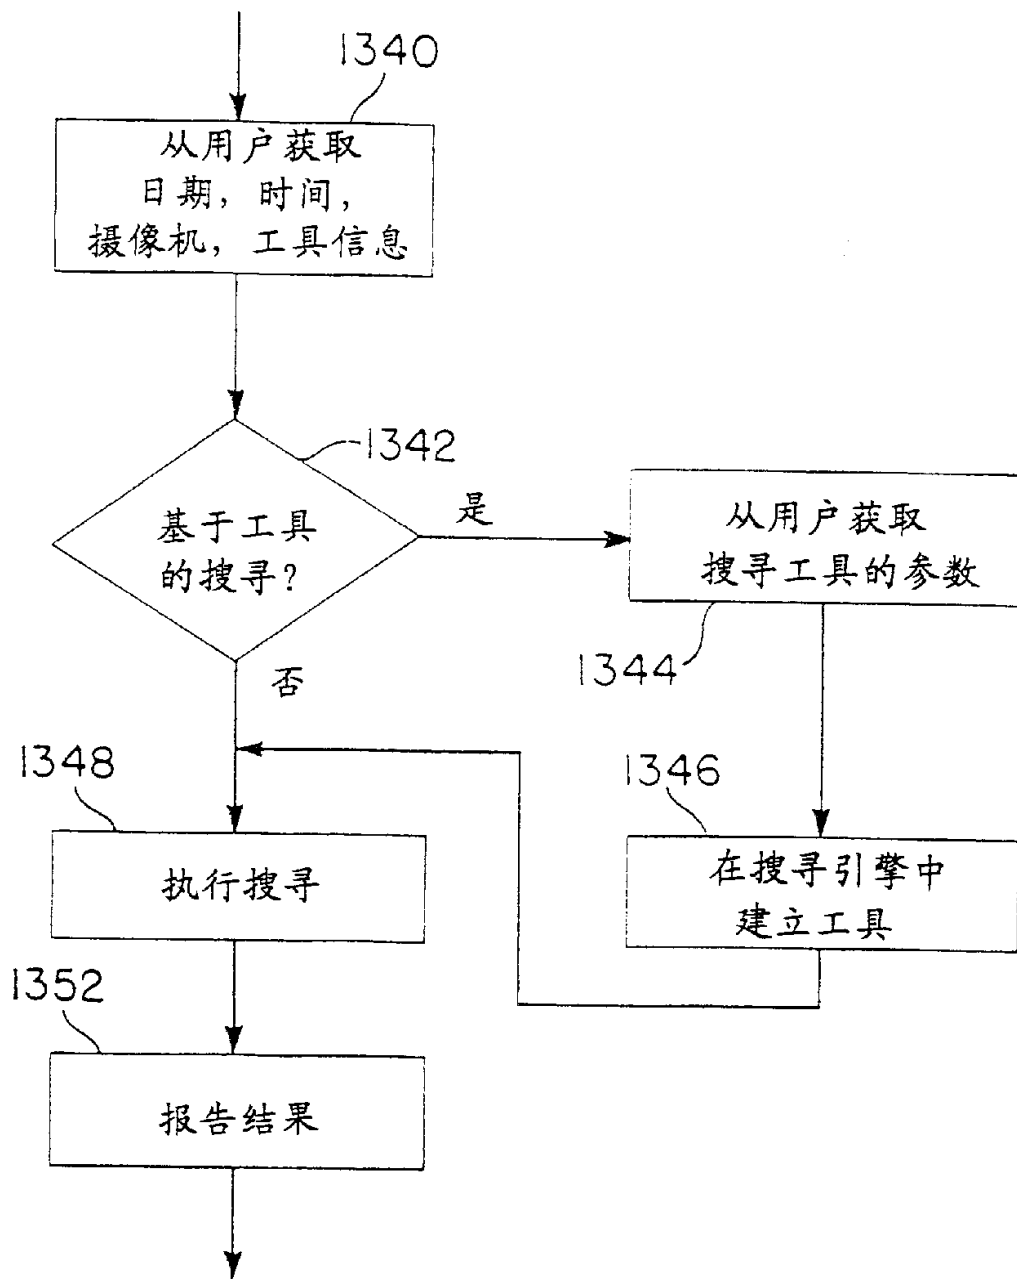 1340
从用户获取
日期，时间，
摄像机，工具信息
1342
基于工具
的搜寻？
是
从用户获取
搜寻工具的参数
1344
否
1348
执行搜寻
1346
在搜寻引擎中
建立工具
1352
报告结果